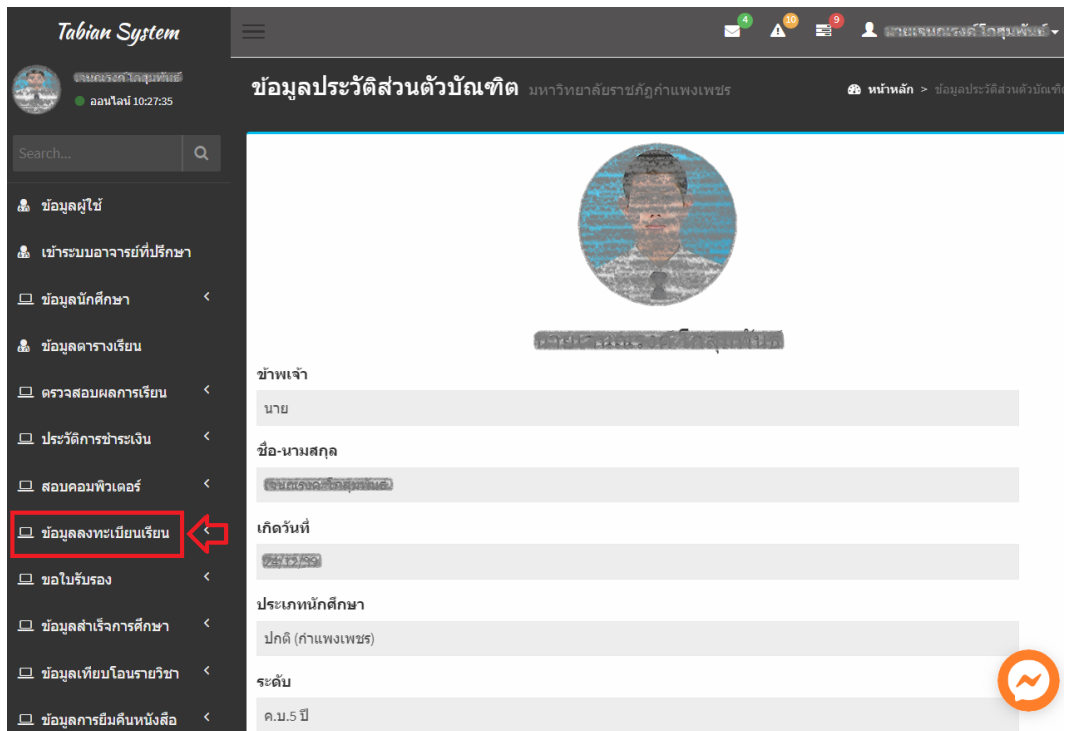 Tabian System
4
10
9
ออนไลน์ 10:27:35
ข้อมูลประวัติส่วนตัวบัณฑิต มหาวิทยาลัยราชภัฏกำแพงเพชร
หน้าหลัก > ข้อมูลประวัติส่วนตัวบัณฑิต
Search...
ข้อมูลผู้ใช้
เข้าระบบอาจารย์ที่ปรึกษา
ข้อมูลนักศึกษา
ข้อมูลตารางเรียน
ตรวจสอบผลการเรียน
ประวัติการชำระเงิน
สอบคอมพิวเตอร์
ข้อมูลลงทะเบียนเรียน
ขอใบรับรอง
ข้อมูลสำเร็จการศึกษา
ข้อมูลเทียบโอนรายวิชา
ข้อมูลการยืมคืนหนังสือ
ข้าพเจ้า
นาย
ชื่อ-นามสกุล
เกิดวันที่
ประเภทนักศึกษา
ปกติ (กำแพงเพชร)
ระดับ
ค.บ.5 ปี